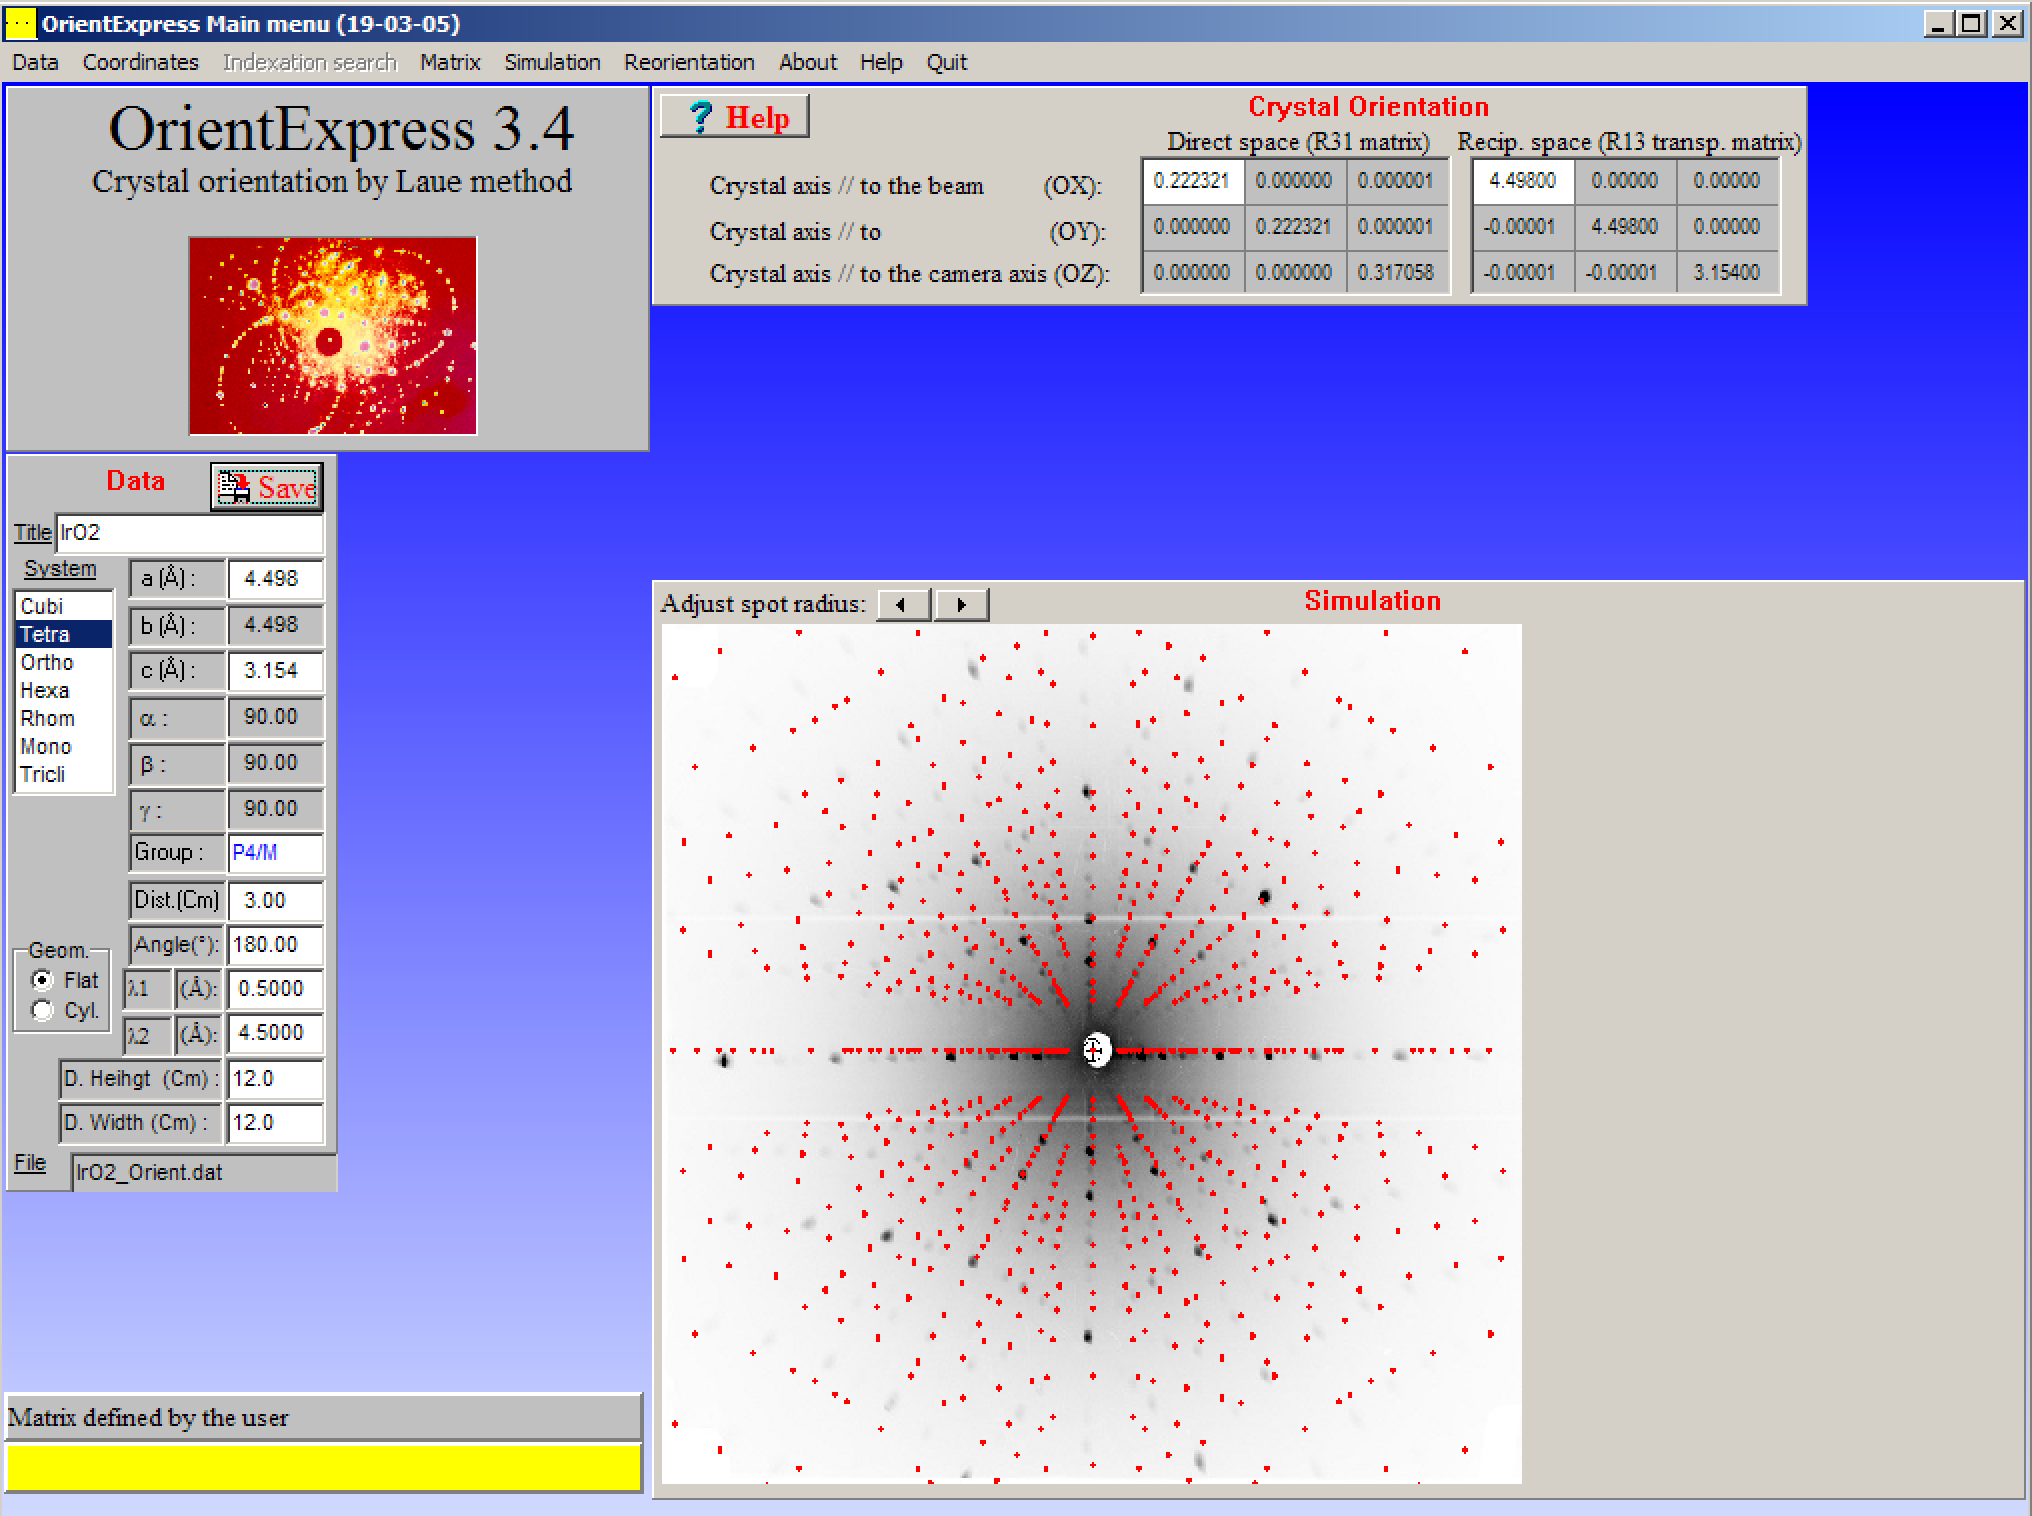 OrientExpress Main menu (19-03-05)
Data Coordinates Indexation search Matrix Simulation Reorientation About Help Quit
OrientExpress 3.4
Crystal orientation by Laue method
? Help
Crystal Orientation
Direct space (R31 matrix) Recip. space (R13 transp. matrix)
Crystal axis // to the beam (OX): 0.222321 0.000000 0.000001 4.49800 0.00000 0.00000
Crystal axis // to (OY): 0.000000 0.222321 0.000001 -0.00001 4.49800 0.00000
Crystal axis // to the camera axis (OZ): 0.000000 0.000000 0.317058 -0.00001 -0.00001 3.15400
Data Save
Title IrO2
System
Cubi
Tetra
Ortho
Hexa
Rhom
Mono
Tricli
a (Å) : 4.498
b (Å) : 4.498
c (Å) : 3.154
α : 90.00
β : 90.00
γ : 90.00
Group : P4/M
Dist.(Cm) 3.00
Angle(°): 180.00
Geom.
Flat
Cyl.
λ1 (Å): 0.5000
λ2 (Å): 4.5000
D. Heihgt (Cm) : 12.0
D. Width (Cm) : 12.0
File IrO2_Orient.dat
Adjust spot radius: Simulation
Matrix defined by the user